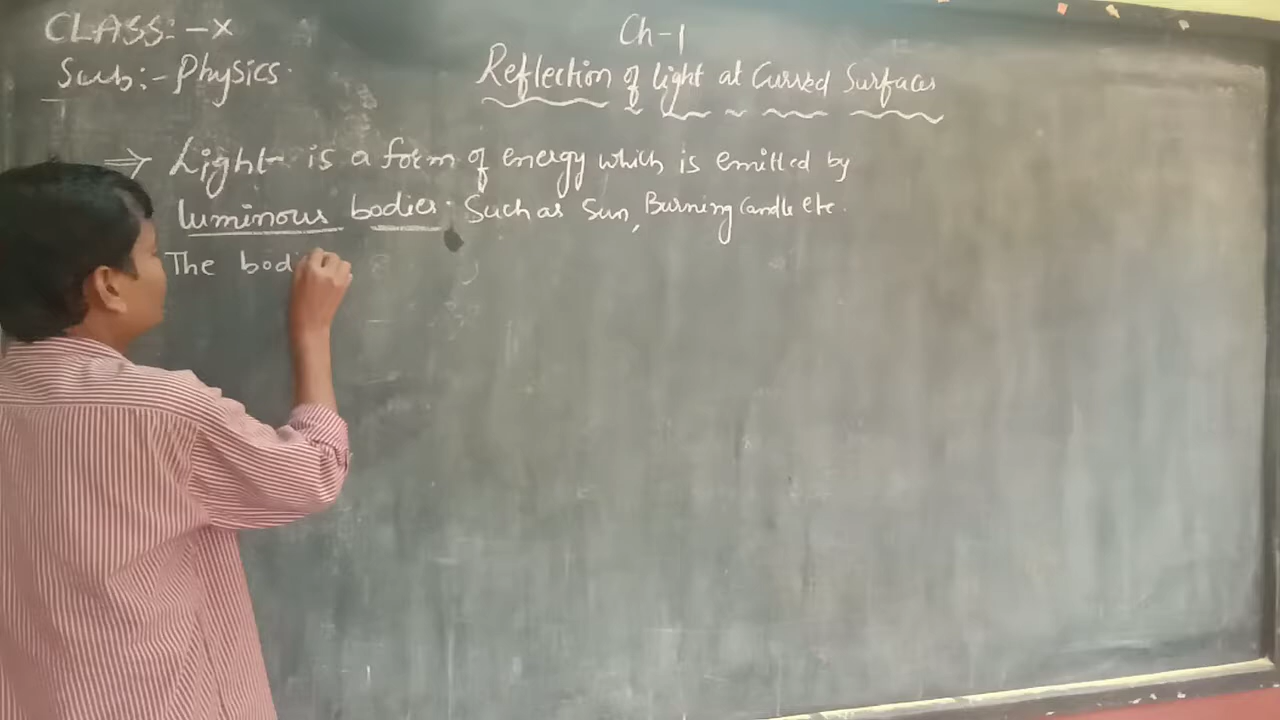 CLASS:-X
Sub:-Physics.
Ch-1
Reflection of light at Curved Surfaces
⇒ Light is a form of energy which is emitted by
luminous bodies. Such as Sun, Burning Candle etc.
The bodi